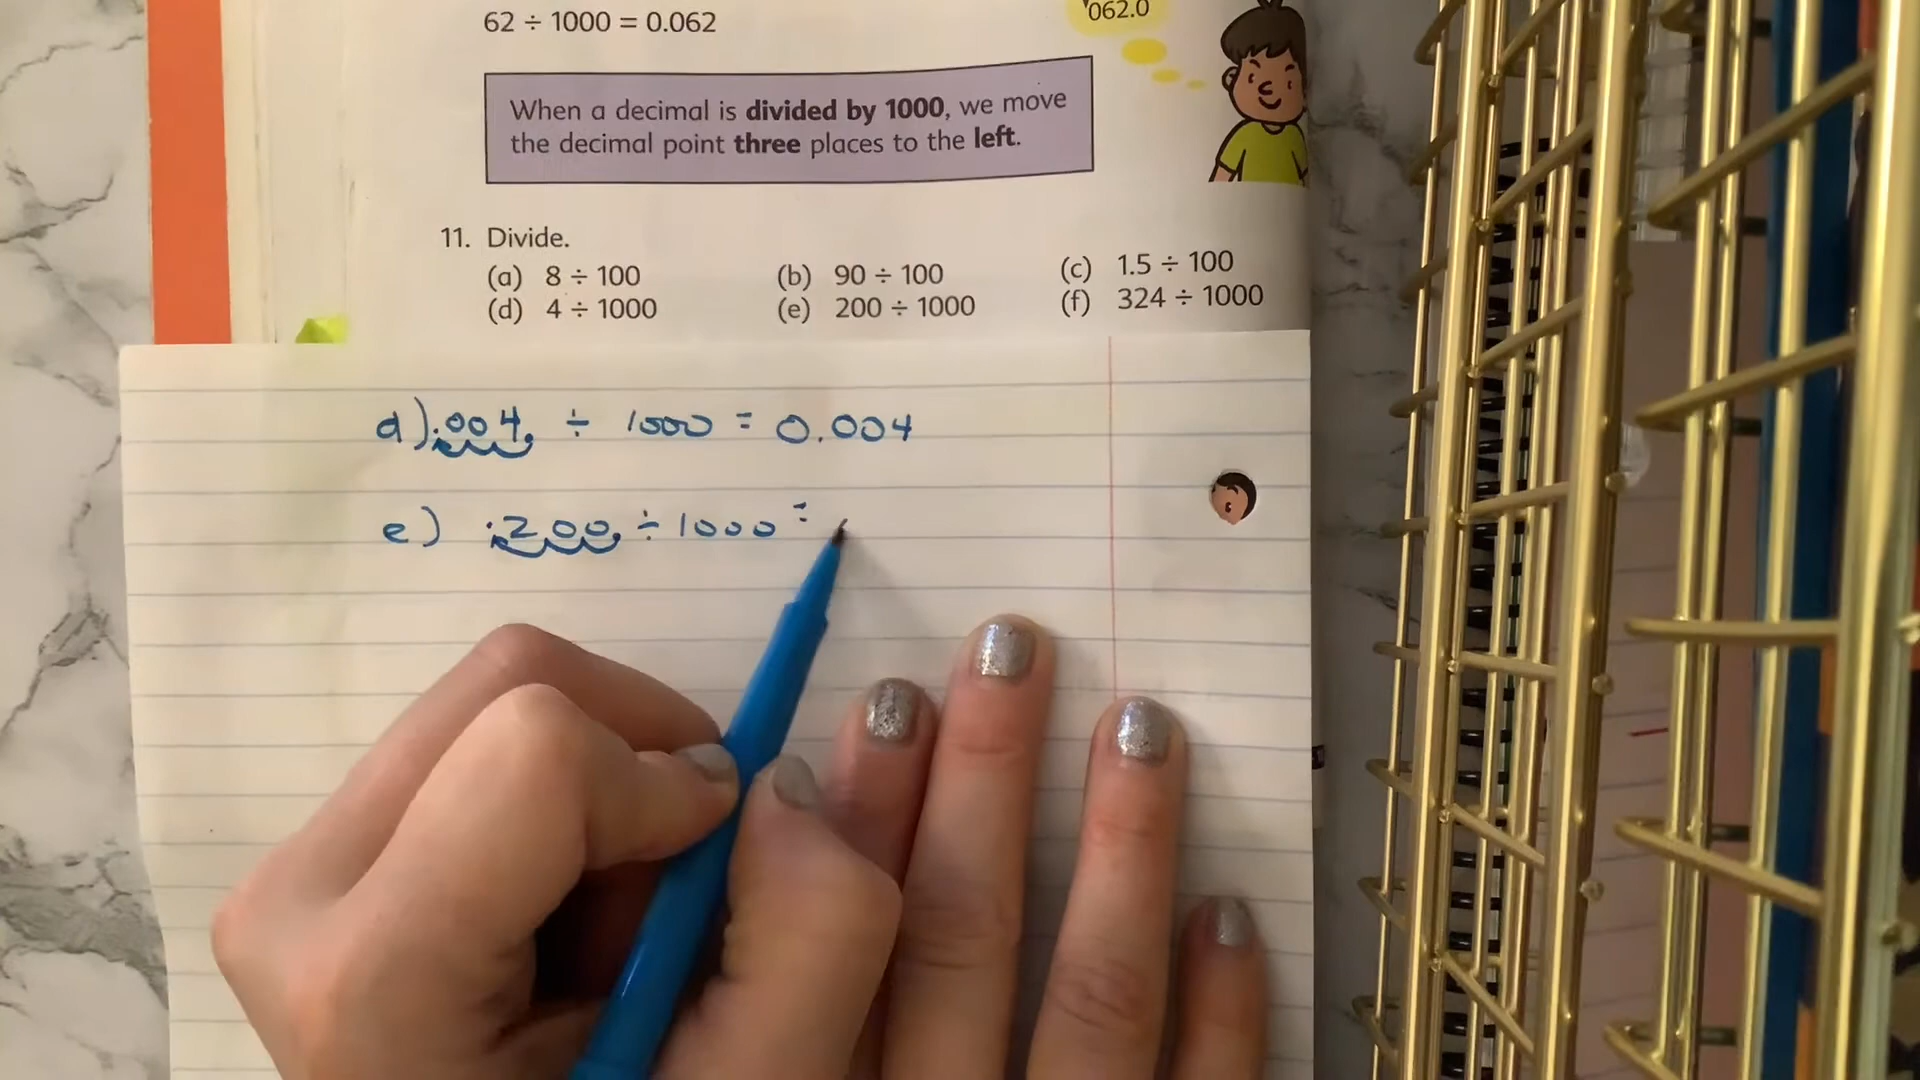 62 ÷ 1000 = 0.062
062.0
When a decimal is divided by 1000, we move
the decimal point three places to the left.
11. Divide.
(a) 8 ÷ 100 (b) 90 ÷ 100 (c) 1.5 ÷ 100
(d) 4 ÷ 1000 (e) 200 ÷ 1000 (f) 324 ÷ 1000
d) .004. ÷ 1000 = 0.004
e) .200. ÷ 1000 =